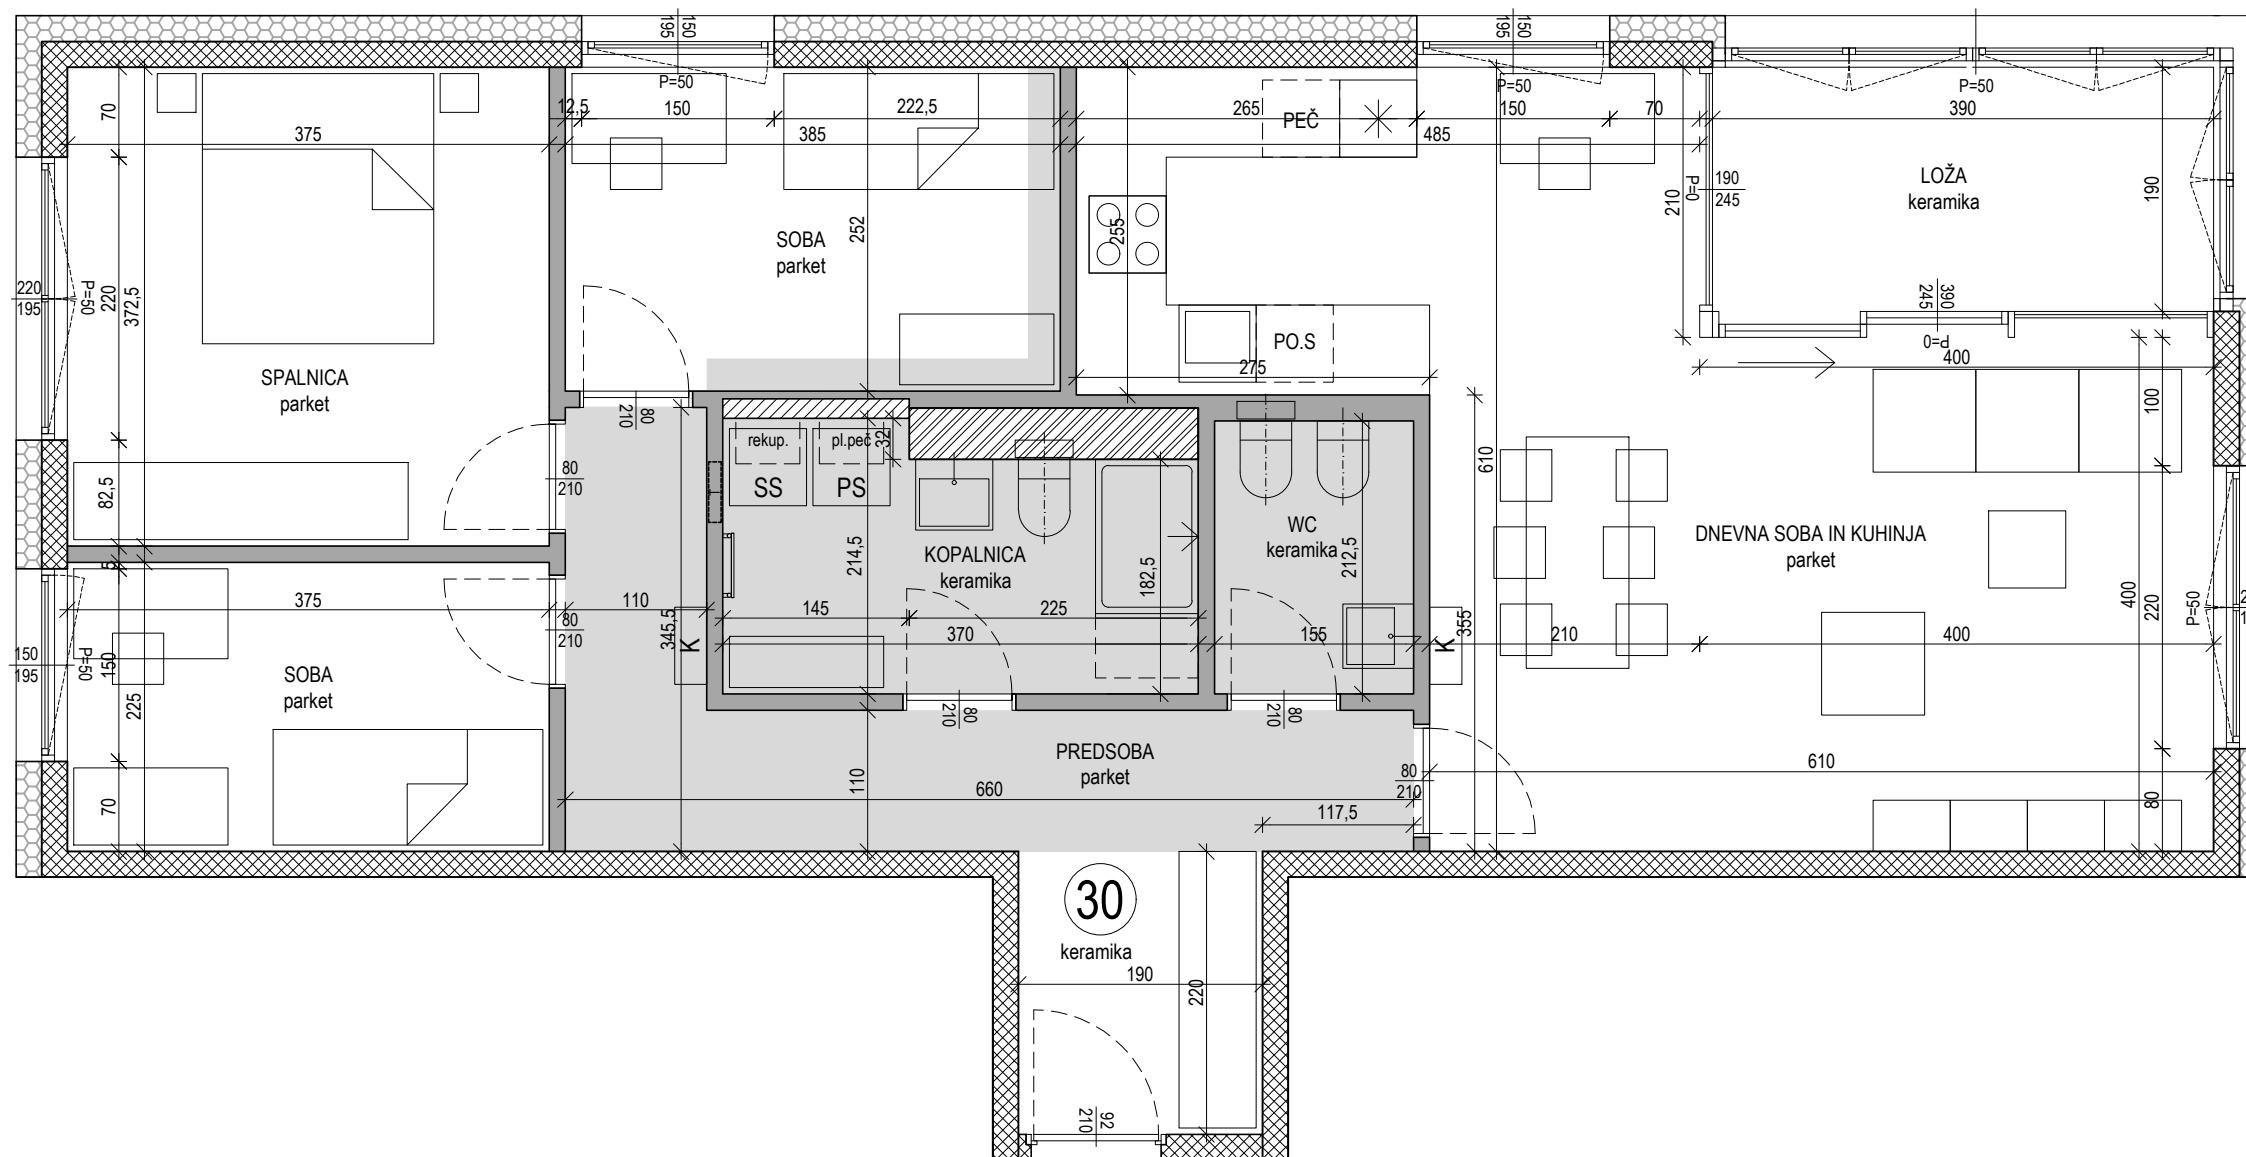 150
195
150
195
P=50
P=50
P=50
70
12,5
150
222,5
265
PEČ
150
70
390
375
385
485
LOŽA
keramika
P=0
190
245
210
190
220
195
P=50
220
372,5
SOBA
parket
252
255
390
245
P=0
SPALNICA
parket
PO.S
275
400
80
210
100
rekup.
pl.peč
32
610
80
210
82,5
SS
PS
WC
keramika
212,5
DNEVNA SOBA IN KUHINJA
parket
KOPALNICA
keramika
214,5
182,5
5
375
110
145
225
80
210
345,5
K
370
155
K
355
210
400
400
220
P=50
150
195
P=50
150
225
SOBA
parket
80
210
80
210
PREDSOBA
parket
610
80
210
110
660
117,5
70
80
30
keramika
190
220
92
210